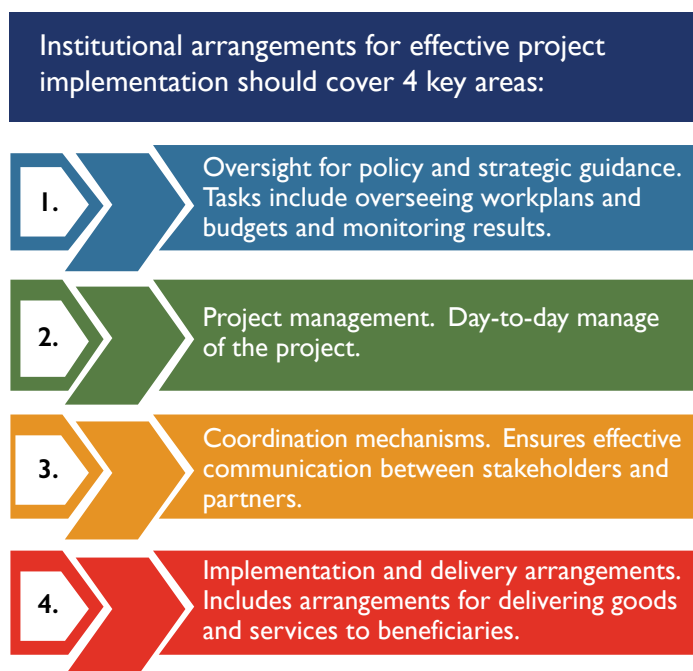 Institutional arrangements for effective project
implementation should cover 4 key areas:
1.
Oversight for policy and strategic guidance.
Tasks include overseeing workplans and
budgets and monitoring results.
2.
Project management. Day-to-day manage
of the project.
3.
Coordination mechanisms. Ensures effective
communication between stakeholders and
partners.
4.
Implementation and delivery arrangements.
Includes arrangements for delivering goods
and services to beneficiaries.